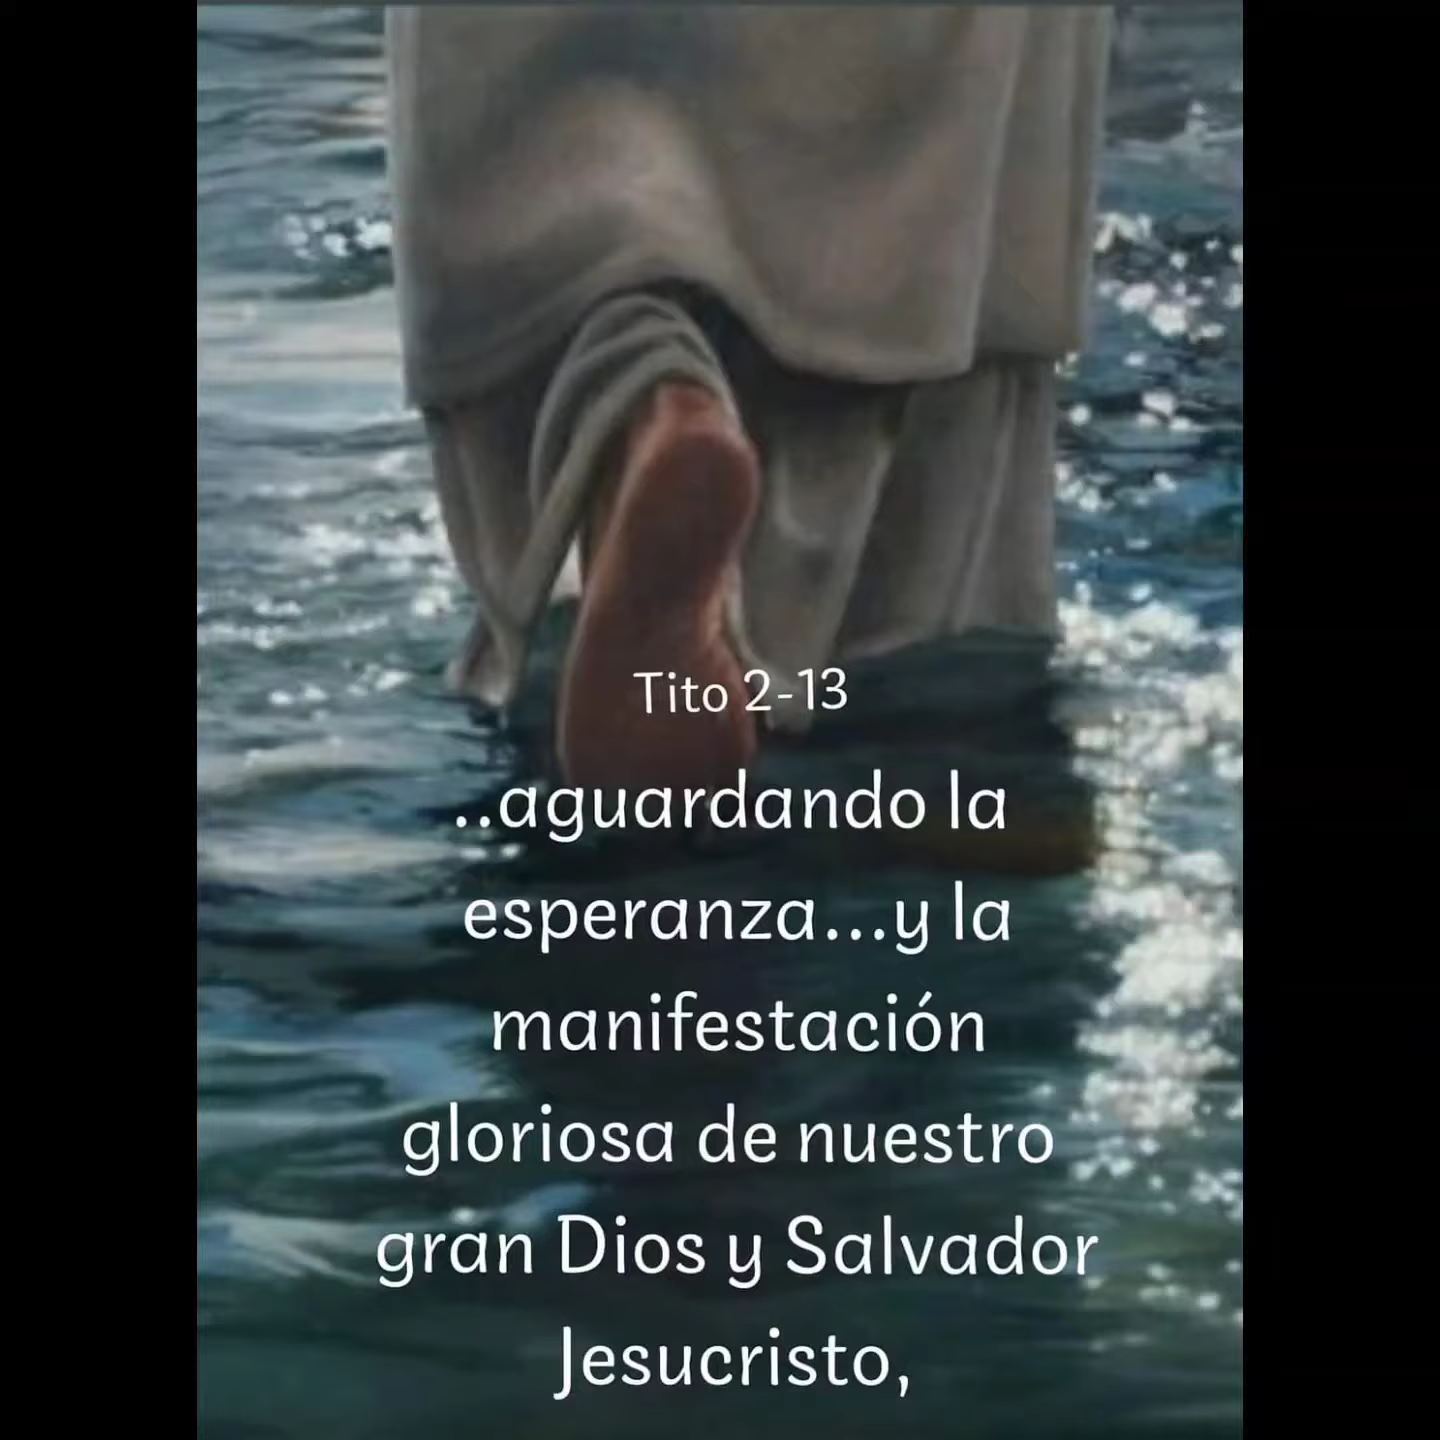 Tito 2-13
..aguardando la
esperanza...y la
manifestación
gloriosa de nuestro
gran Dios y Salvador
Jesucristo,